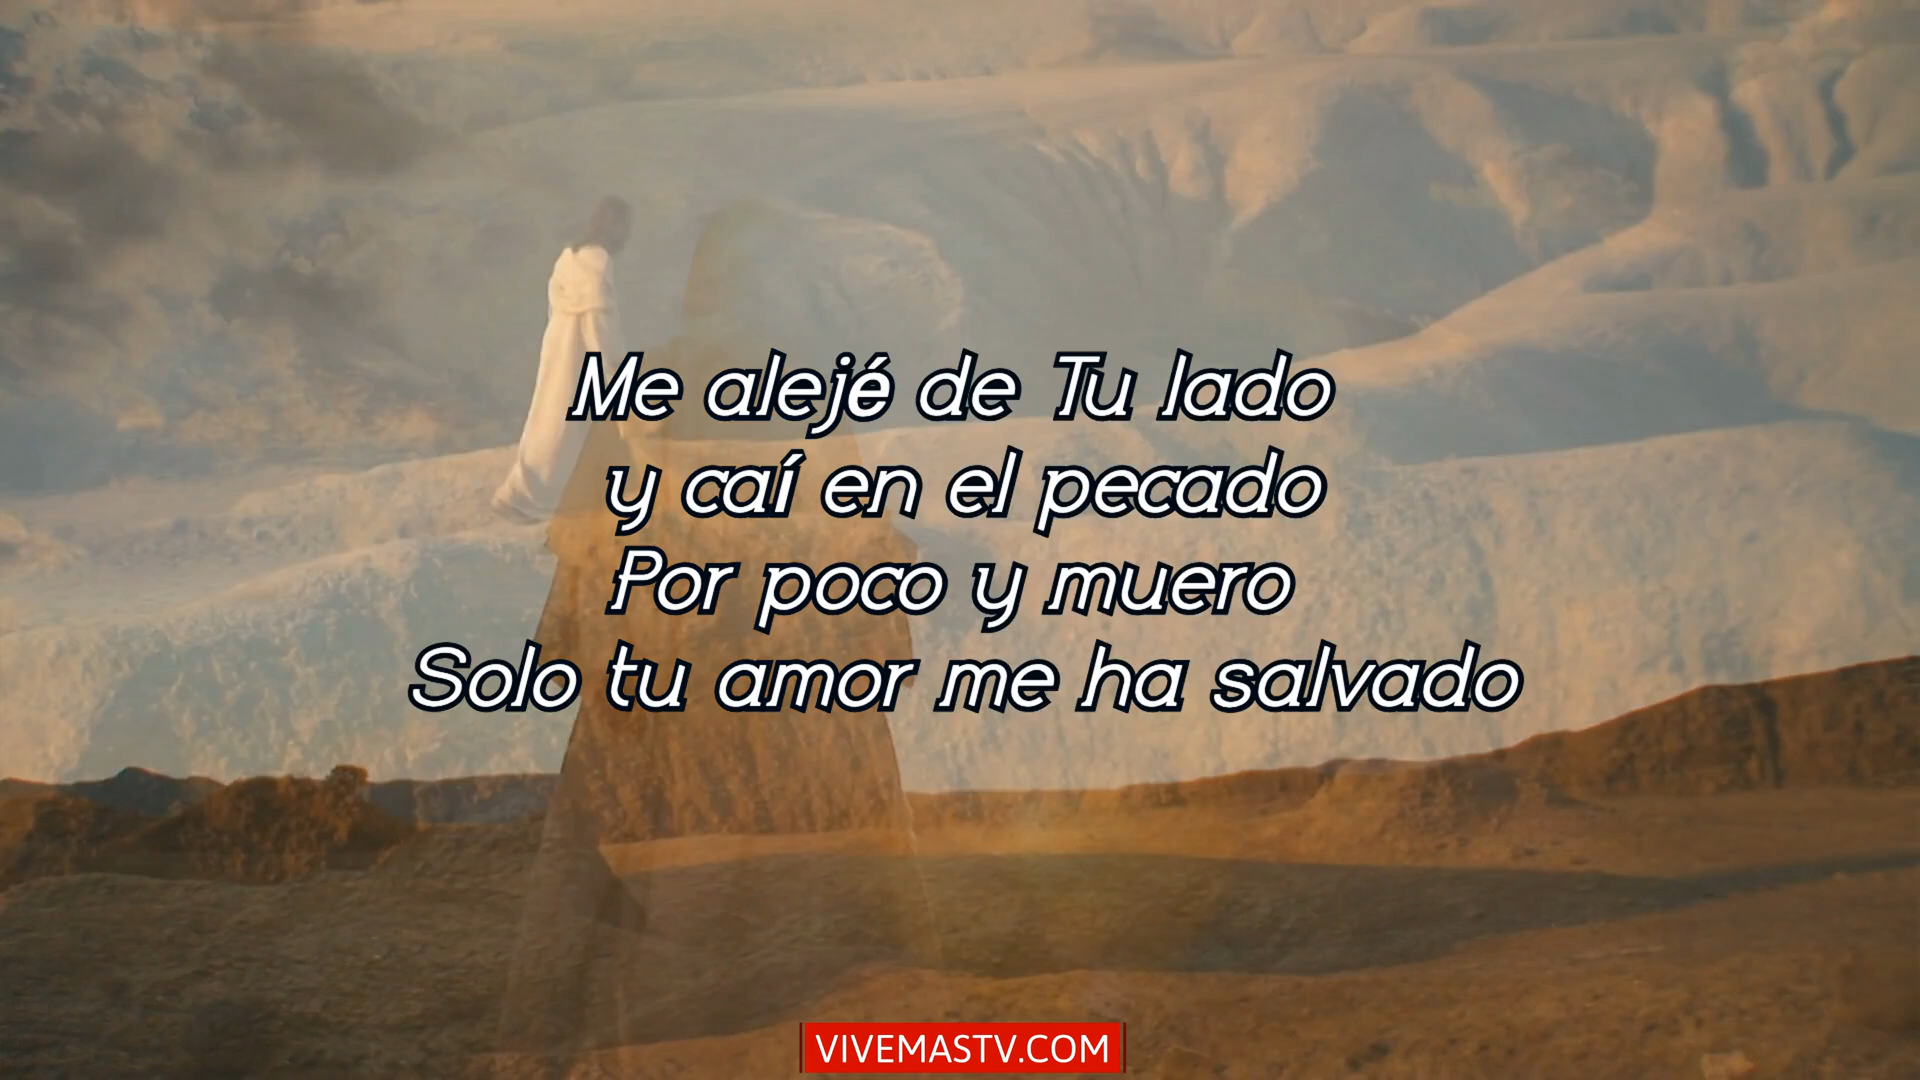 Me alejé de Tu lado
y caí en el pecado
Por poco y muero
Solo tu amor me ha salvado
VIVEMASTV.COM